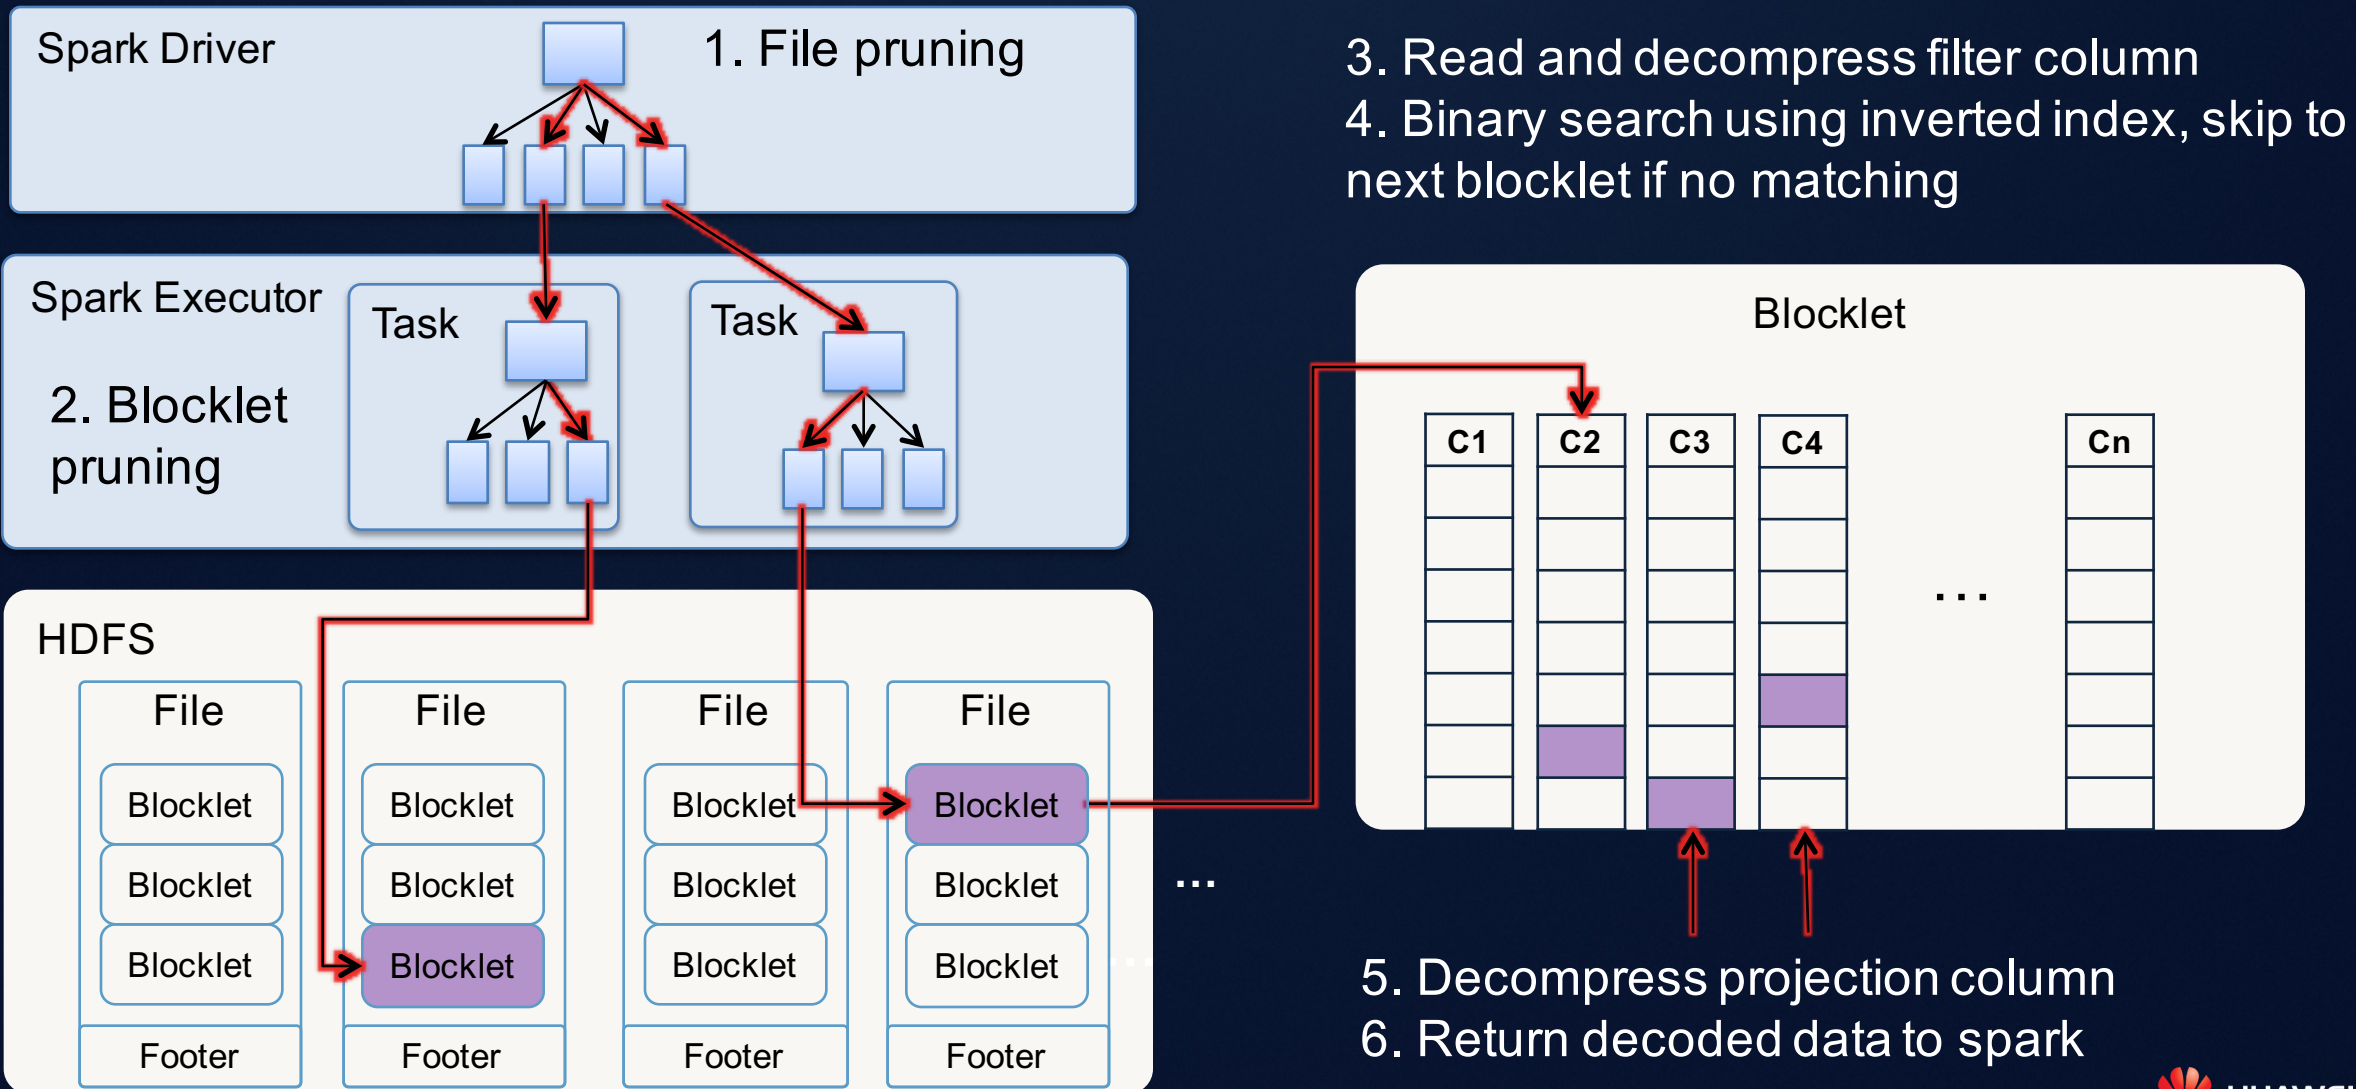 Spark Driver
1. File pruning
Spark Executor
2. Blocklet
pruning
Task
Task
HDFS
File
File
File
File
Blocklet
Blocklet
Blocklet
Blocklet
Blocklet
Blocklet
Blocklet
Blocklet
Blocklet
Blocklet
Blocklet
Blocklet
Footer
Footer
Footer
Footer
...
3. Read and decompress filter column
4. Binary search using inverted index, skip to
next blocklet if no matching
Blocklet
C1 C2 C3 C4 ... Cn
5. Decompress projection column
6. Return decoded data to spark